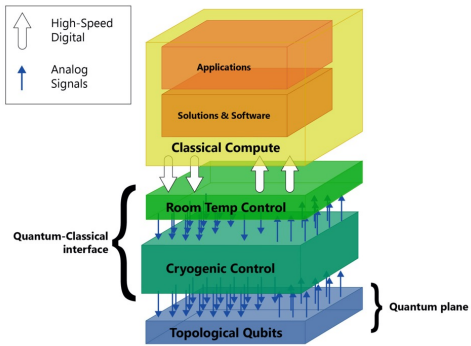 High-Speed
Digital
Analog
Signals
Applications
Solutions & Software
Classical Compute
Room Temp Control
Quantum-Classical
interface
Cryogenic Control
Quantum plane
Topological Qubits